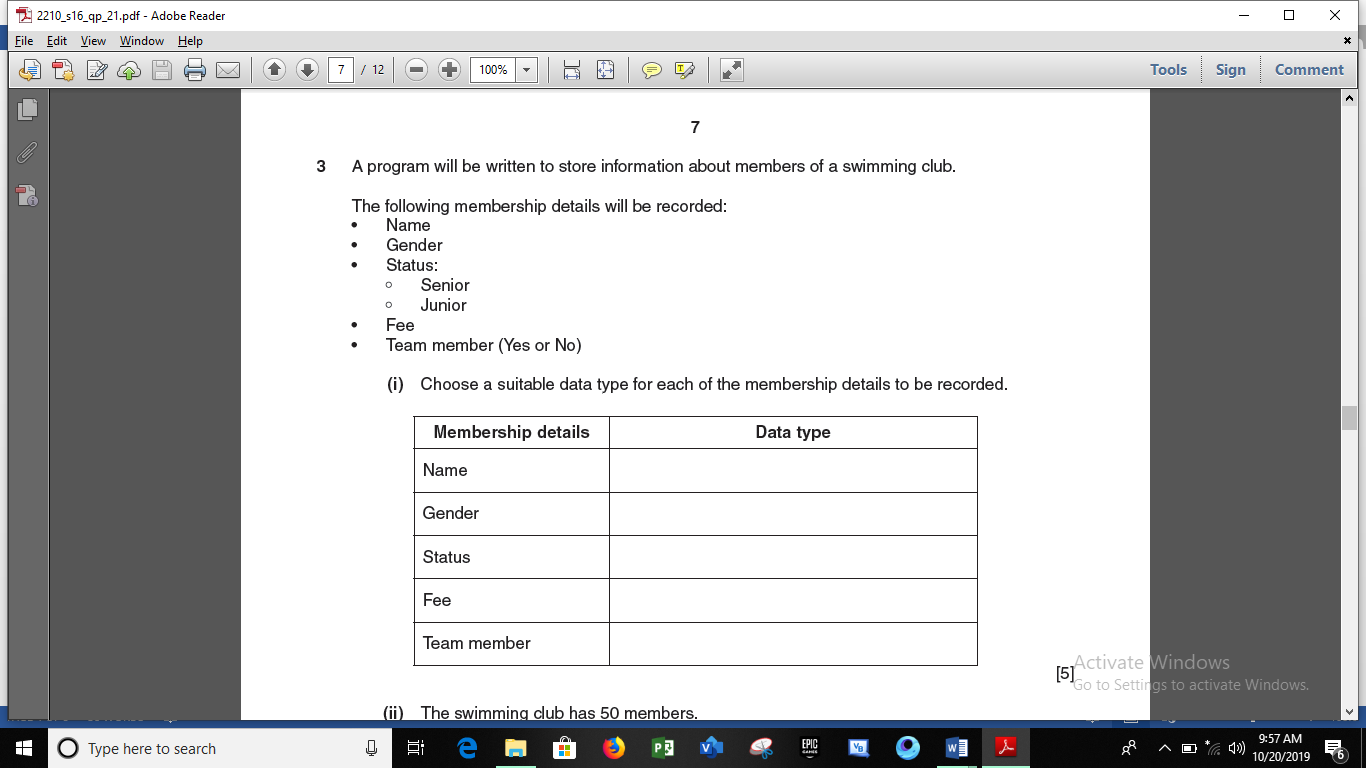 2210_s16_qp_21.pdf - Adobe Reader
File Edit View Window Help
7 / 12 100% Tools Sign Comment
7
3 A program will be written to store information about members of a swimming club.
The following membership details will be recorded:
• Name
• Gender
• Status:
○ Senior
○ Junior
• Fee
• Team member (Yes or No)
(i) Choose a suitable data type for each of the membership details to be recorded.
Membership details Data type
Name
Gender
Status
Fee
Team member
[5]
Activate Windows
Go to Settings to activate Windows.
(ii) The swimming club has 50 members.
Type here to search
9:57 AM
10/20/2019
6